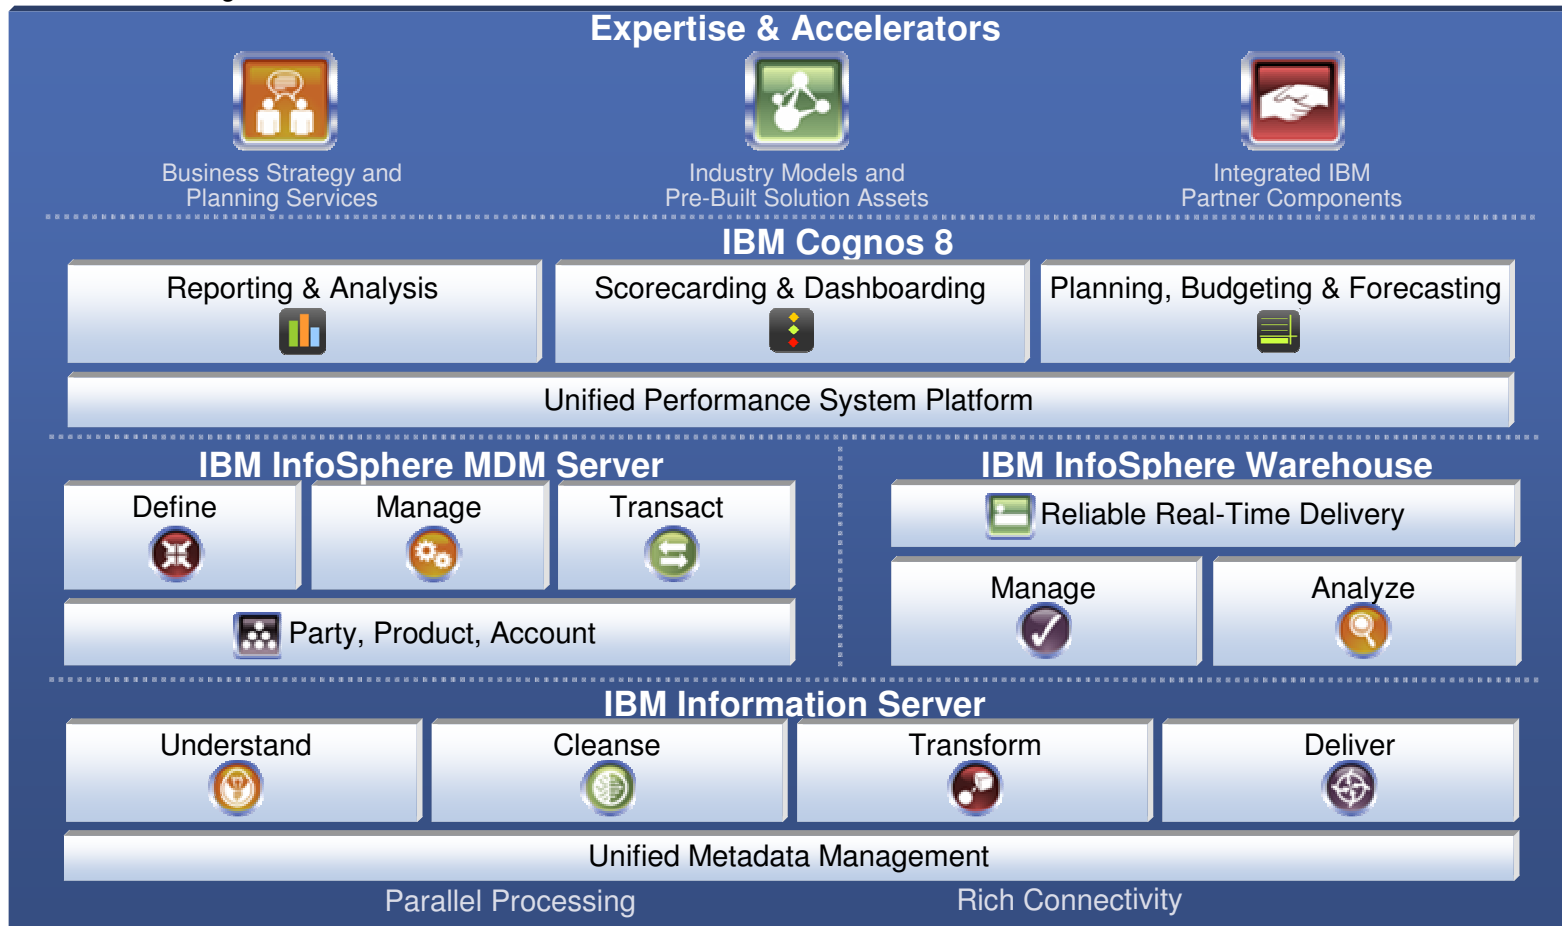 Expertise & Accelerators
Business Strategy and
Planning Services
Industry Models and
Pre-Built Solution Assets
Integrated IBM
Partner Components
IBM Cognos 8
Reporting & Analysis
Scorecarding & Dashboarding
Planning, Budgeting & Forecasting
Unified Performance System Platform
IBM InfoSphere MDM Server
Define
Manage
Transact
Party, Product, Account
IBM InfoSphere Warehouse
Reliable Real-Time Delivery
Manage
Analyze
IBM Information Server
Understand
Cleanse
Transform
Deliver
Unified Metadata Management
Parallel Processing
Rich Connectivity